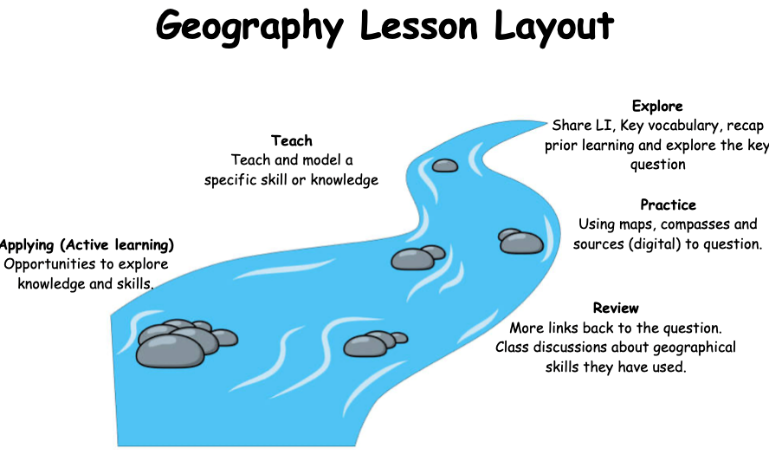 Geography Lesson Layout
Explore
Share LI, Key vocabulary, recap
prior learning and explore the key
question
Teach
Teach and model a
specific skill or knowledge
Practice
Using maps, compasses and
sources (digital) to question.
Applying (Active learning)
Opportunities to explore
knowledge and skills.
Review
More links back to the question.
Class discussions about geographical
skills they have used.